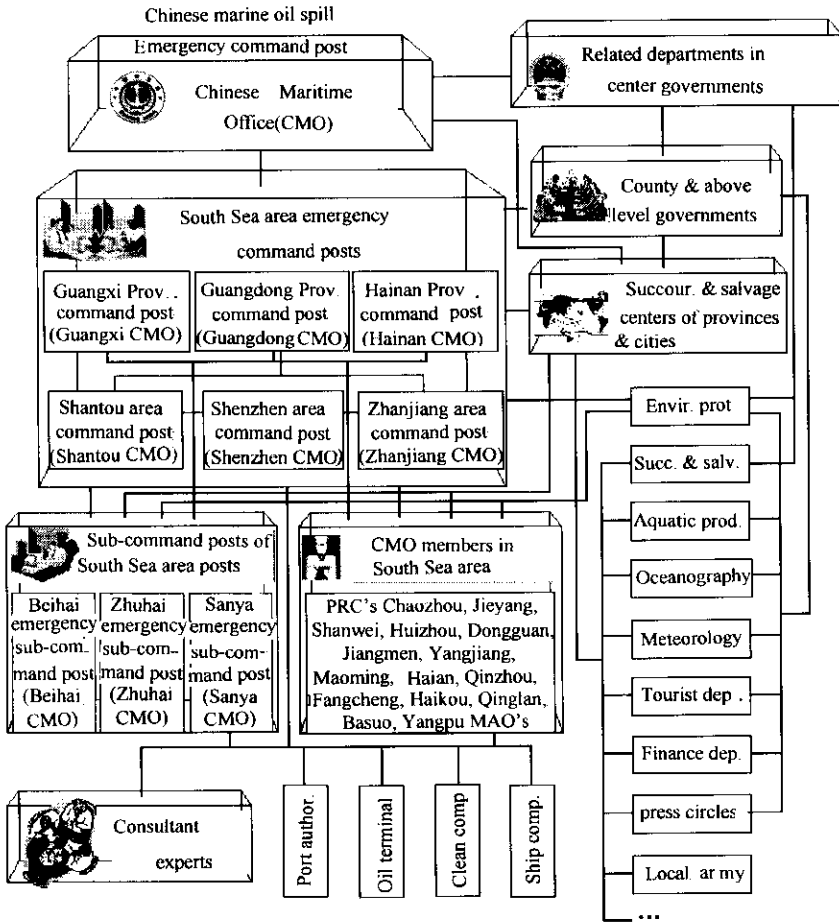 Chinese marine oil spill
Emergency command post
Chinese Maritime
Office(CMO)
Related departments in
center governments
County & above
level governments
South Sea area emergency
command posts
Guangxi Prov..
command post
(Guangxi CMO)
Guangdong Prov.
command post
(Guangdong CMO)
Hainan Prov .
command post
(Hainan CMO)
Succour. & salvage
centers of provinces
& cities
Shantou area
command post
(Shantou CMO)
Shenzhen area
command post
(Shenzhen CMO)
Zhanjiang area
command post
(Zhanjiang CMO)
Envir. prot
Succ. & salv.
Aquatic prod.
Oceanography
Meteorology
Tourist dep .
Finance dep.
press circles
Local. ar my
...
Sub-command posts of
South Sea area posts
Beihai
emergency
sub-com-
mand post
(Beihai
CMO)
Zhuhai
emergency
sub-com-
mand post
(Zhuhai
CMO)
Sanya
emergency
sub-com-
mand post
(Sanya
CMO)
CMO members in
South Sea area
PRC's Chaozhou, Jieyang,
Shanwei, Huizhou, Dongguan,
Jiangmen, Yangjiang,
Maoming, Haian, Qinzhou,
Fangcheng, Haikou, Qinglan,
Basuo, Yangpu MAO's
Consultant
experts
Port author.
Oil terminal
Clean comp
Ship comp.